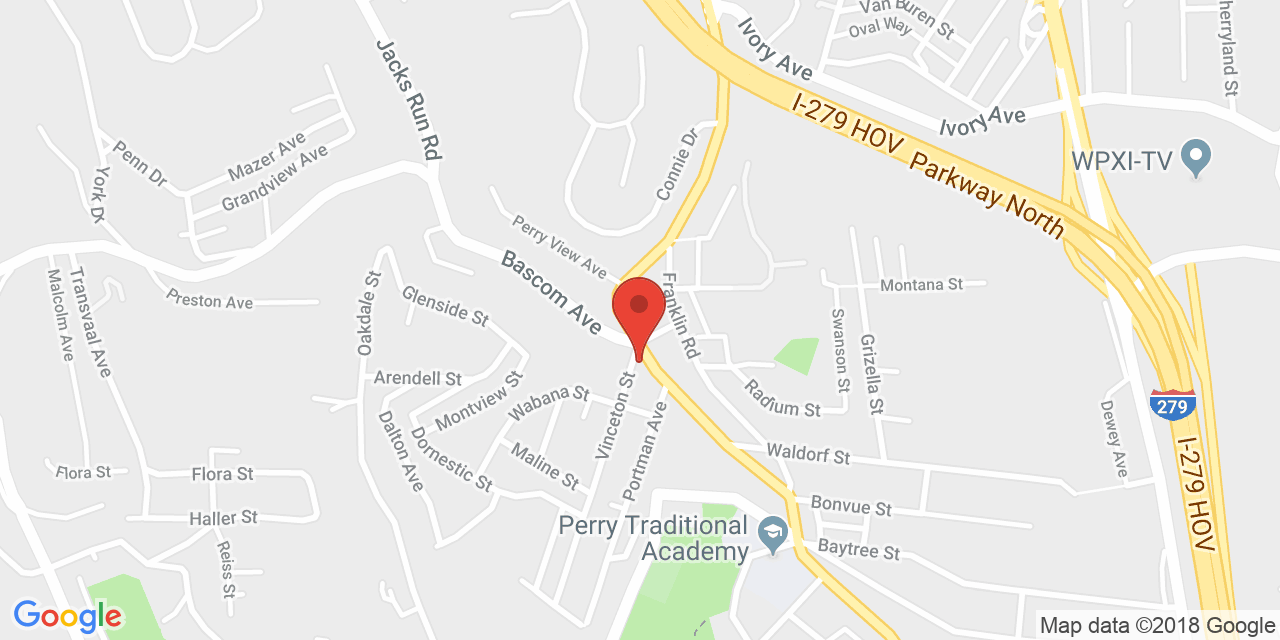 Van Buren St
Oval Way
Ivory Ave
Cherryland St
Jacks Run Rd
I-279 HOV
Parkway North
Ivory Ave
WPXI-TV
Penn Dr
Mazer Ave
Grandview Ave
York Dr
Connie Dr
Perry View Ave
Bascom Ave
Franklin Rd
Montana St
Malcolm Ave
Transvaal Ave
Preston Ave
Oakdale St
Glenside St
Swanson St
Grizella St
Arendell St
Montview St
Wabana St
Vinceton St
Portman Ave
Radium St
279
Dewey Ave
Dalton Ave
Domestic St
Maline St
Waldorf St
I-279 HOV
Flora St
Flora St
Haller St
Reiss St
Bonvue St
Baytree St
Perry Traditional
Academy
Google
Map data ©2018 Google